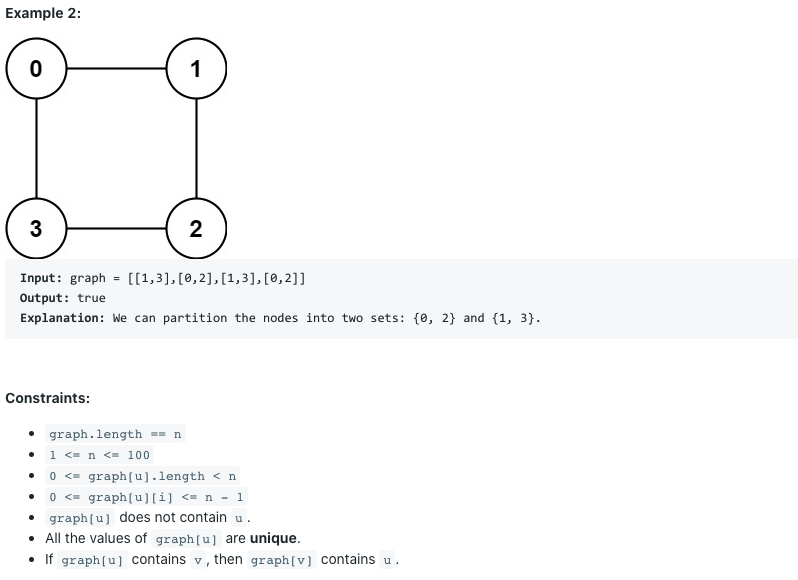 Example 2:
0 1
3 2
Input: graph = [[1,3],[0,2],[1,3],[0,2]]
Output: true
Explanation: We can partition the nodes into two sets: {0, 2} and {1, 3}.
Constraints:
• graph.length == n
• 1 <= n <= 100
• 0 <= graph[u].length < n
• 0 <= graph[u][i] <= n - 1
• graph[u] does not contain u.
• All the values of graph[u] are unique.
• If graph[u] contains v, then graph[v] contains u.